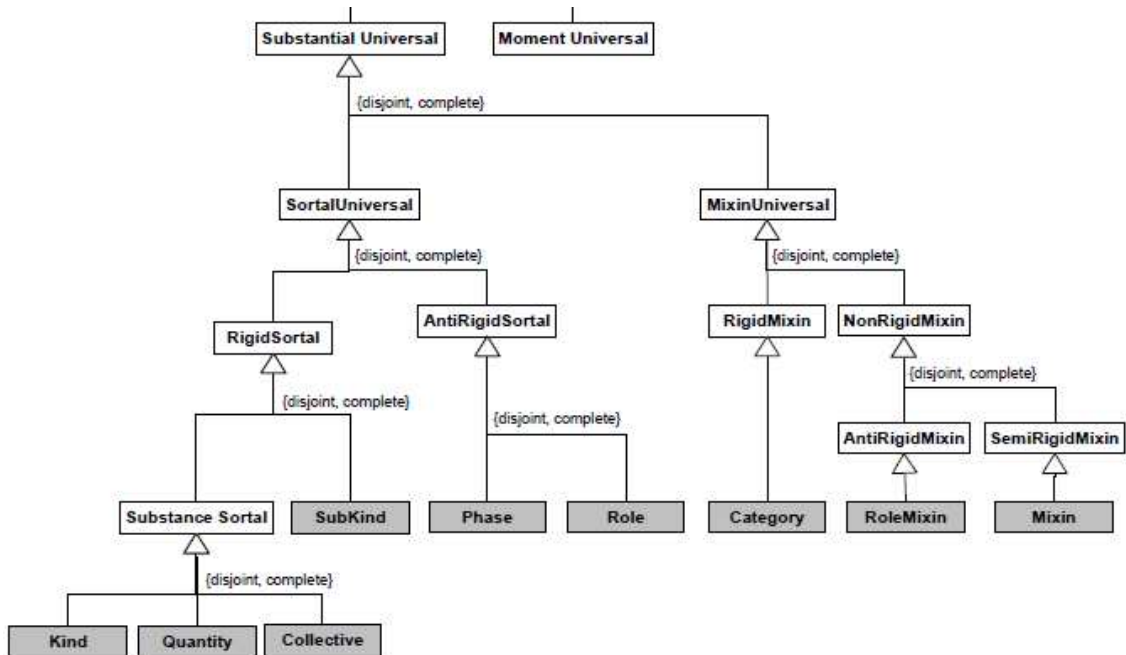 Substantial Universal
Moment Universal
{disjoint, complete}
SortalUniversal
MixinUniversal
{disjoint, complete}
{disjoint, complete}
RigidSortal
AntiRigidSortal
RigidMixin
NonRigidMixin
{disjoint, complete}
{disjoint, complete}
{disjoint, complete}
AntiRigidMixin
SemiRigidMixin
Substance Sortal
SubKind
Phase
Role
Category
RoleMixin
Mixin
{disjoint, complete}
Kind
Quantity
Collective